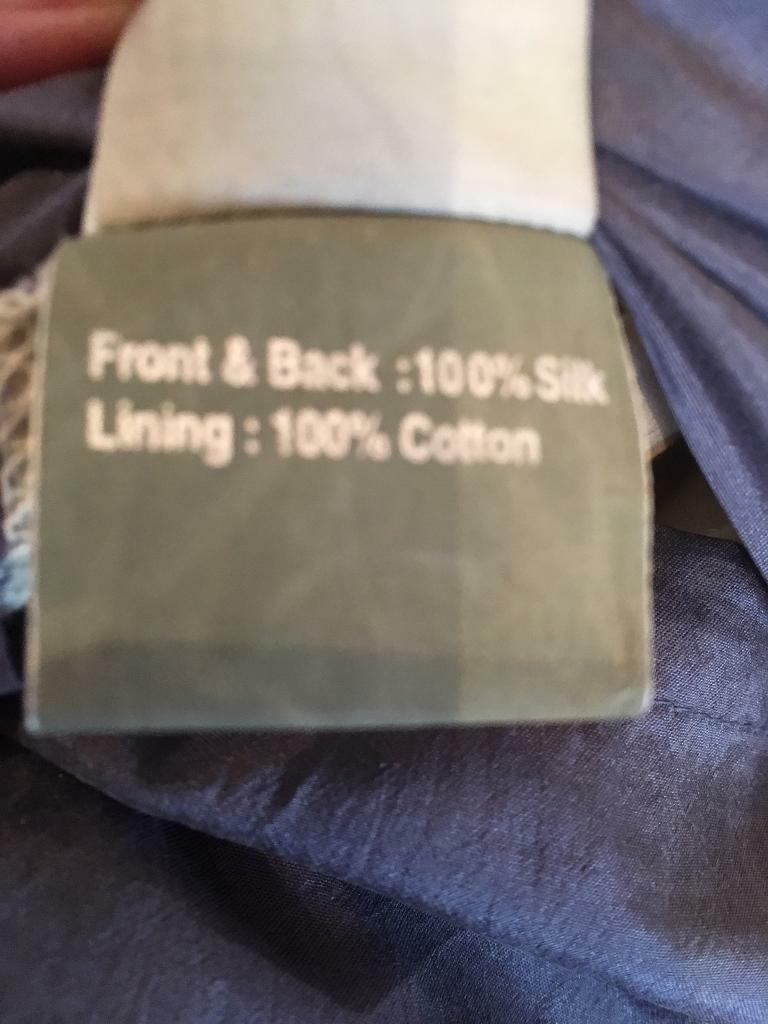 Front & Back :100% Silk
Lining : 100% Cotton